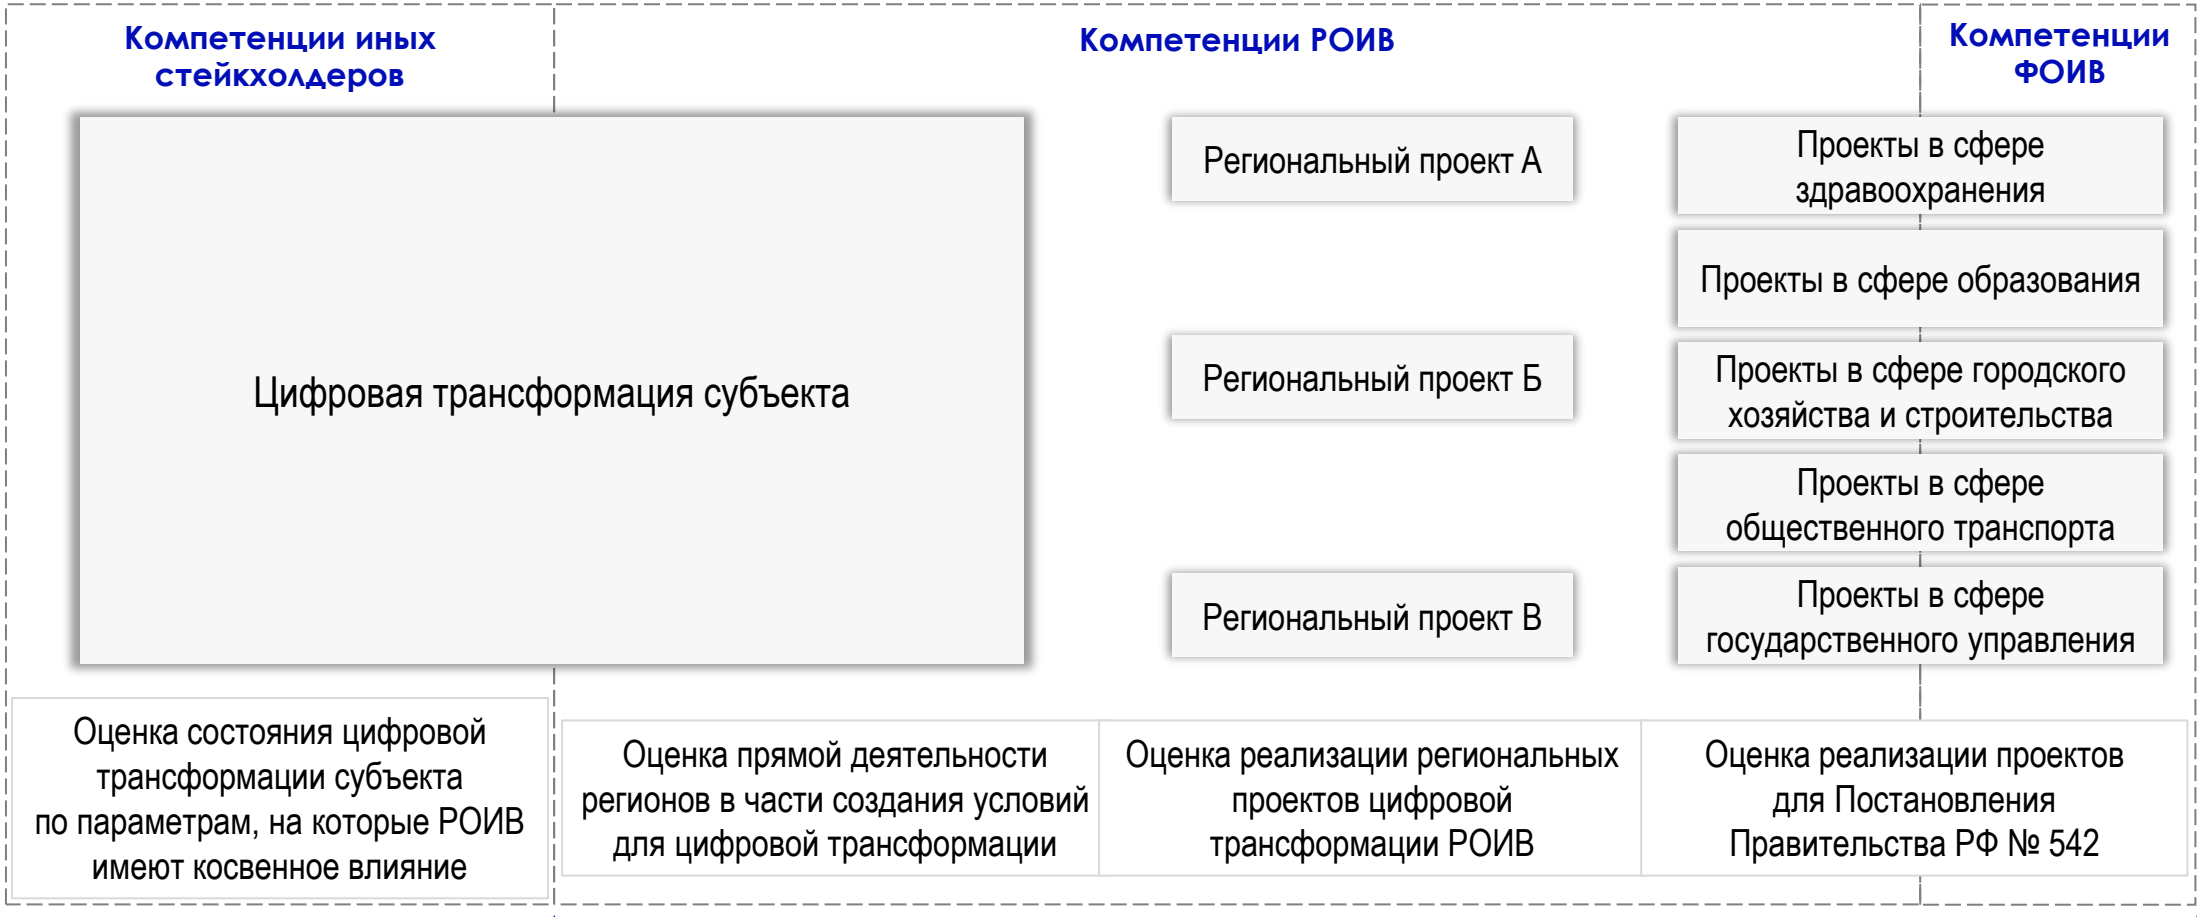 Компетенции иных
стейкхолдеров
Компетенции РОИВ
Компетенции
ФОИВ
Цифровая трансформация субъекта
Региональный проект А
Региональный проект Б
Региональный проект В
Проекты в сфере
здравоохранения
Проекты в сфере образования
Проекты в сфере городского
хозяйства и строительства
Проекты в сфере
общественного транспорта
Проекты в сфере
государственного управления
Оценка состояния цифровой
трансформации субъекта
по параметрам, на которые РОИВ
имеют косвенное влияние
Оценка прямой деятельности
регионов в части создания условий
для цифровой трансформации
Оценка реализации региональных
проектов цифровой
трансформации РОИВ
Оценка реализации проектов
для Постановления
Правительства РФ № 542